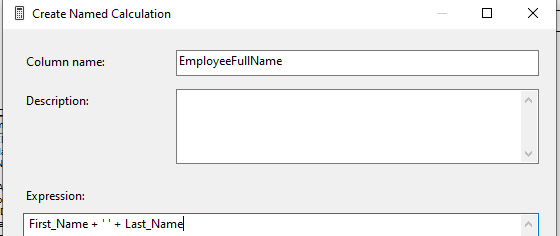 Create Named Calculation
Column name: EmployeeFullName
Description:
Expression:
First_Name + ' ' + Last_Name